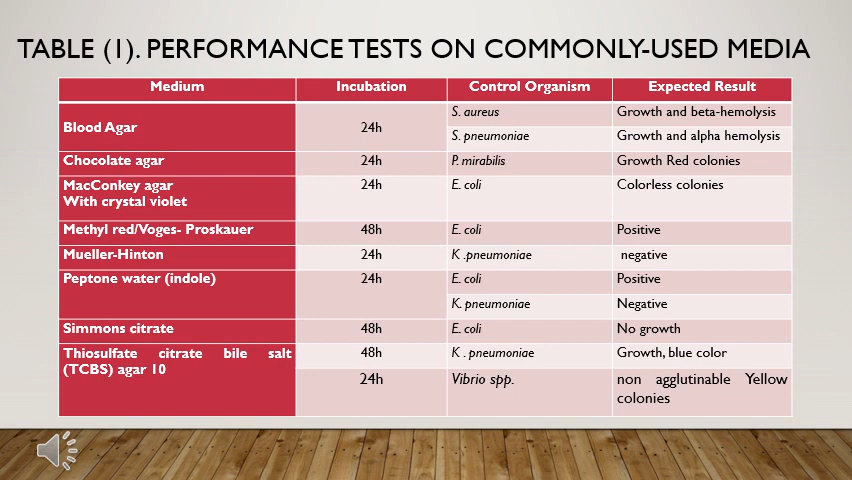 TABLE (1). PERFORMANCE TESTS ON COMMONLY-USED MEDIA
Medium Incubation Control Organism Expected Result
Blood Agar 24h S. aureus Growth and beta-hemolysis
S. pneumoniae Growth and alpha hemolysis
Chocolate agar 24h P. mirabilis Growth Red colonies
MacConkey agar 24h E. coli Colorless colonies
With crystal violet
Methyl red/Voges- Proskauer 48h E. coli Positive
Mueller-Hinton 24h K .pneumoniae negative
Peptone water (indole) 24h E. coli Positive
K. pneumoniae Negative
Simmons citrate 48h E. coli No growth
Thiosulfate citrate bile salt 48h K . pneumoniae Growth, blue color
(TCBS) agar 10 24h Vibrio spp. non agglutinable Yellow
colonies